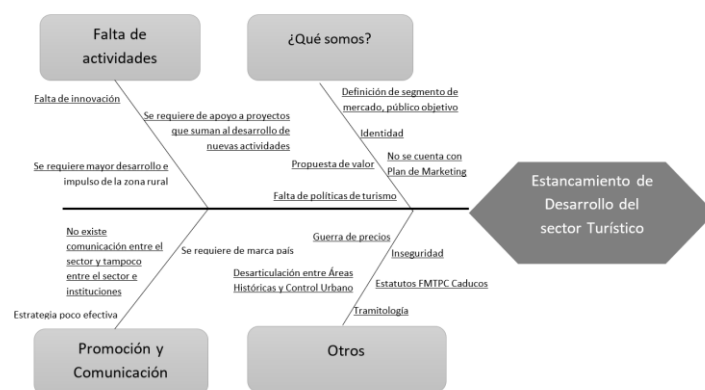 Falta de
actividades
¿Qué somos?
Falta de innovación
Se requiere de apoyo a proyectos
que suman al desarrollo de
nuevas actividades
Se requiere mayor desarrollo e
impulso de la zona rural
Definición de segmento de
mercado, público objetivo
Identidad
Propuesta de valor
No se cuenta con
Plan de Marketing
Falta de políticas de turismo
Estancamiento de
Desarrollo del
sector Turístico
No existe
comunicación entre el
sector y tampoco
entre el sector e
instituciones
Se requiere de marca país
Estrategia poco efectiva
Guerra de precios
Inseguridad
Desarticulación entre Áreas
Históricas y Control Urbano
Estatutos FMTPC Caducos
Tramitología
Promoción y
Comunicación
Otros